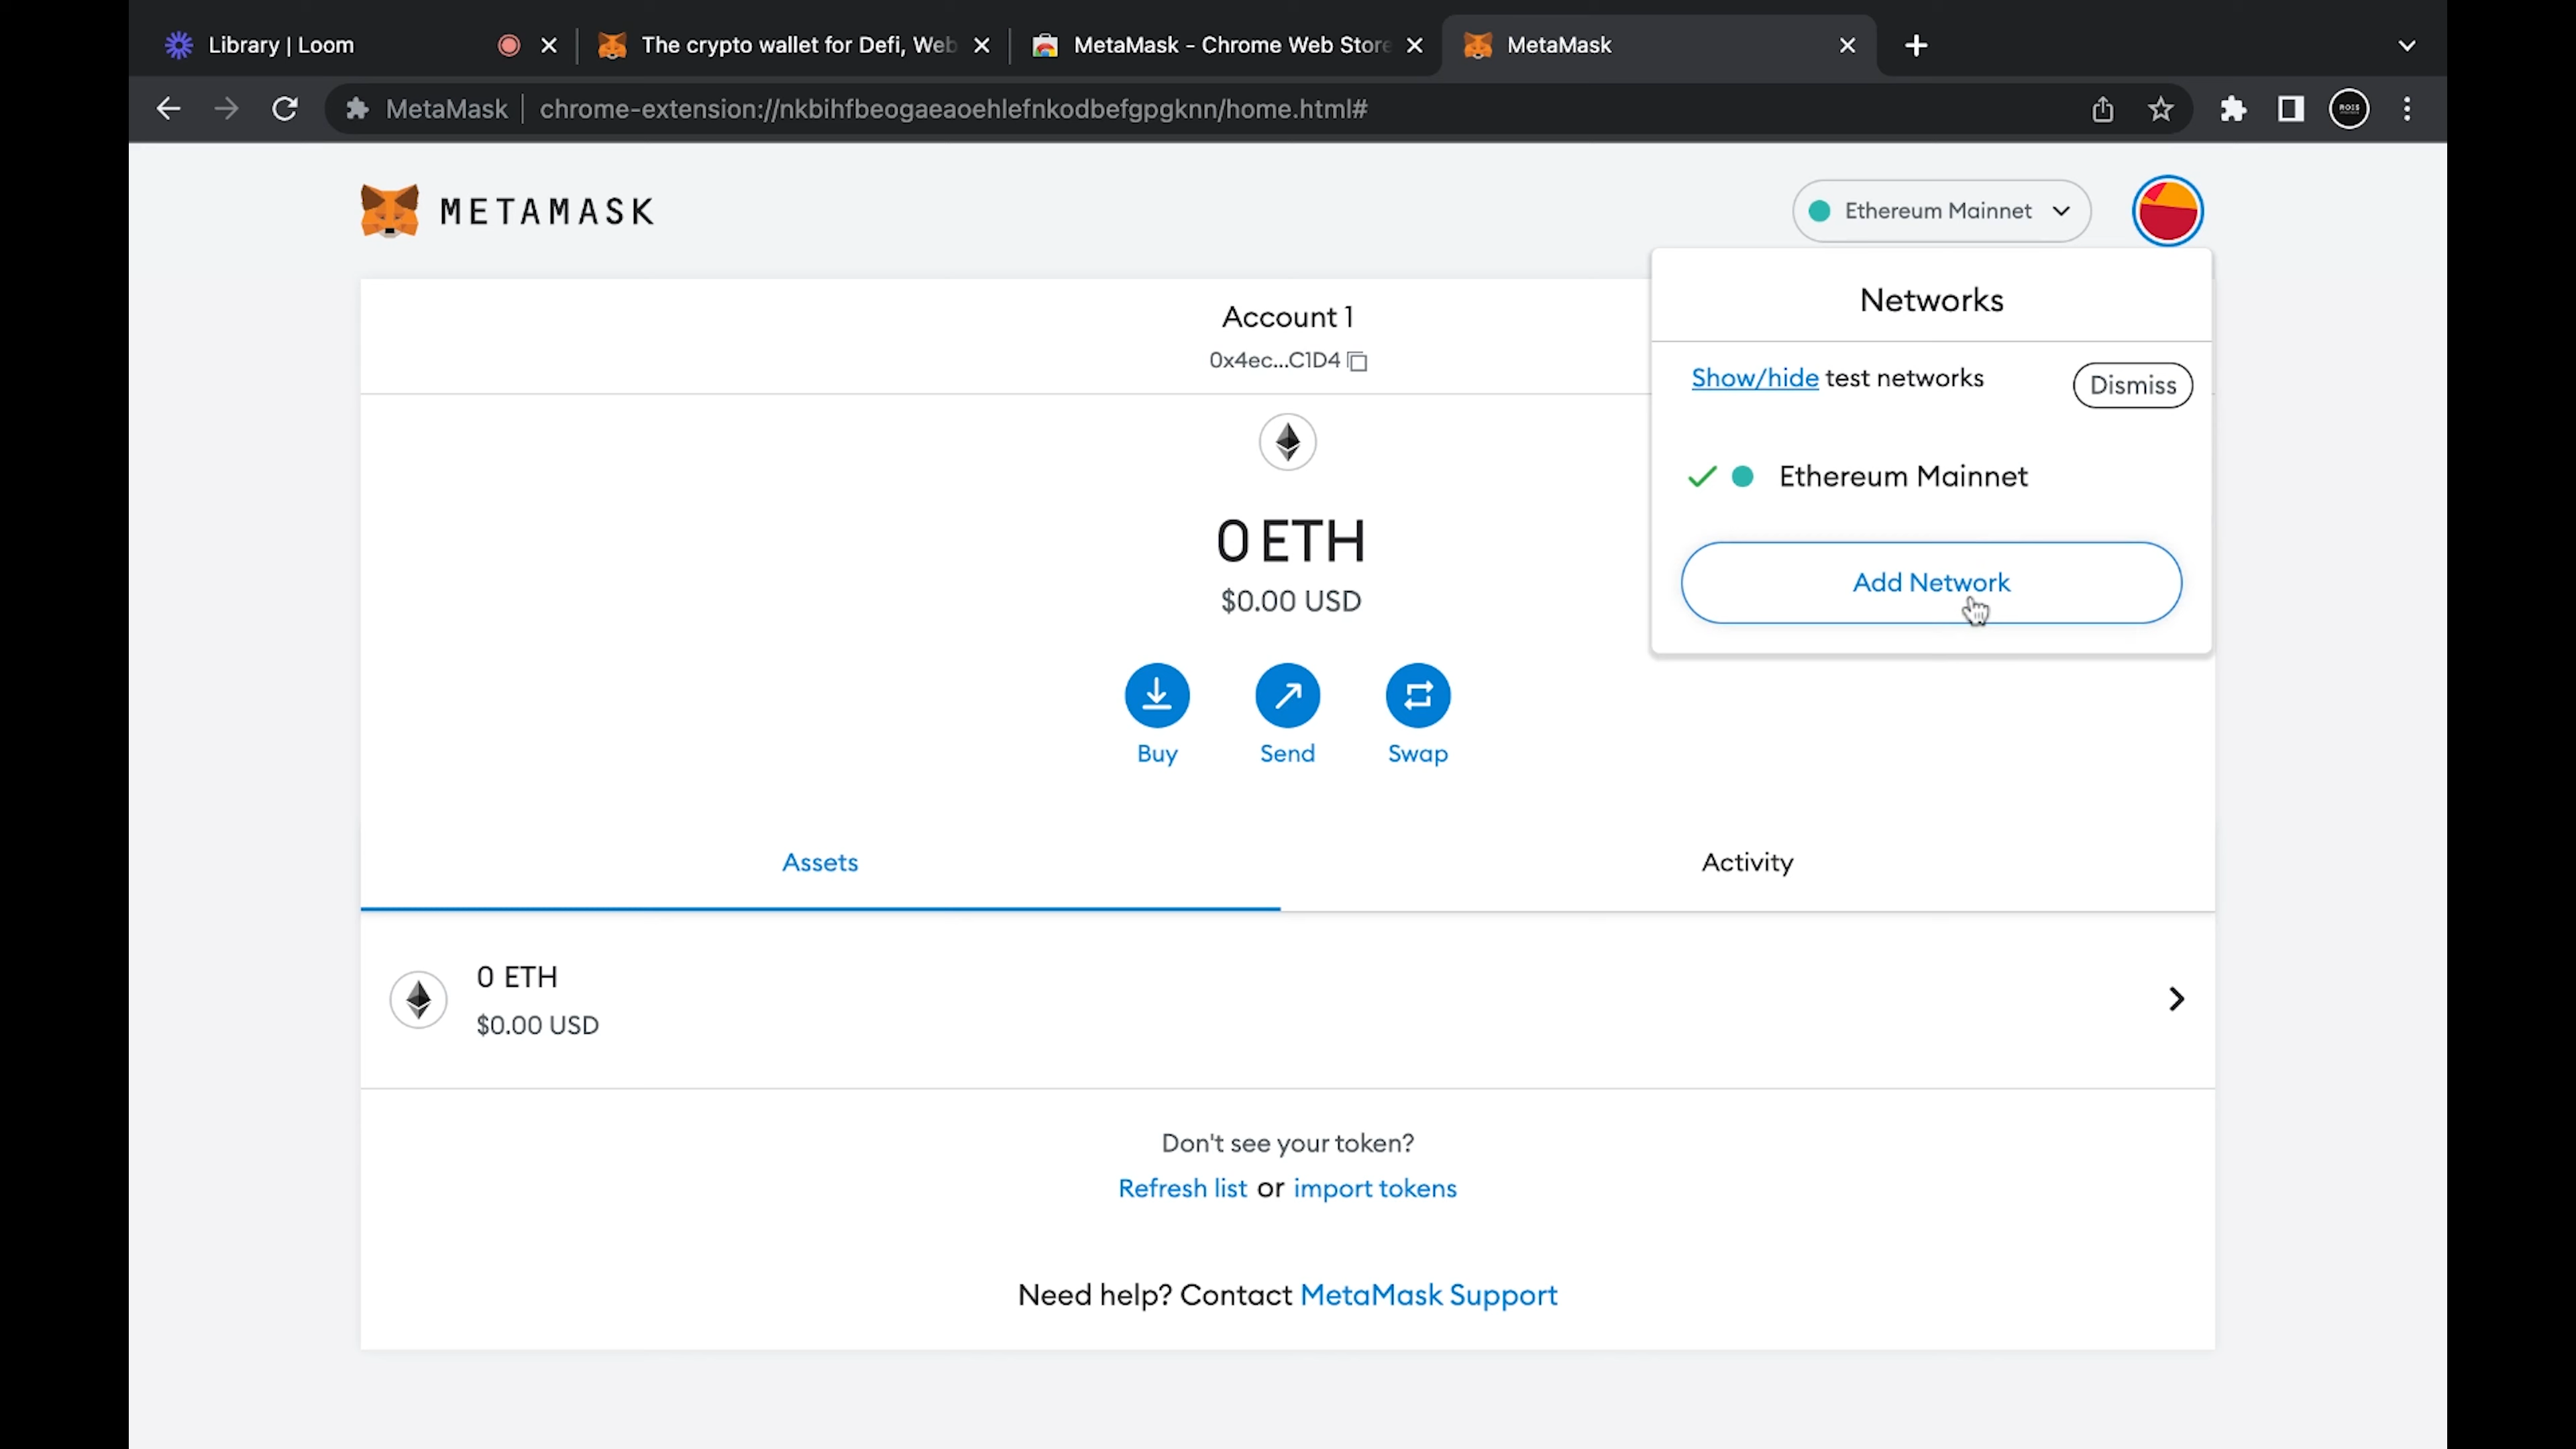 Library | Loom
The crypto wallet for Defi, Web
MetaMask - Chrome Web Store
MetaMask
MetaMask
chrome-extension://nkbihfbeogaeaoehlefnkodbefgpgknn/home.html#
METAMASK
Ethereum Mainnet
Account 1
0x4ec...C1D4
Networks
Show/hide test networks
Dismiss
Ethereum Mainnet
Add Network
0 ETH
$0.00 USD
Buy
Send
Swap
Assets
Activity
0 ETH
$0.00 USD
Don't see your token?
Refresh list or import tokens
Need help? Contact MetaMask Support